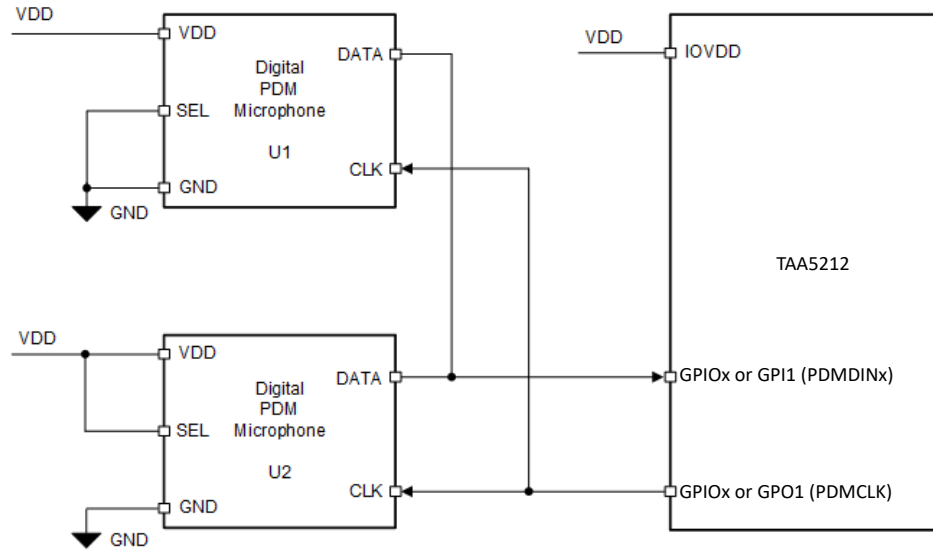 VDD
VDD
DATA
Digital
PDM
Microphone
SEL
U1
CLK
GND
GND
VDD
IOVDD
TAA5212
VDD
VDD
DATA
Digital
PDM
Microphone
SEL
U2
CLK
GND
GND
GPIOx or GPI1 (PDMDINx)
GPIOx or GPO1 (PDMCLK)